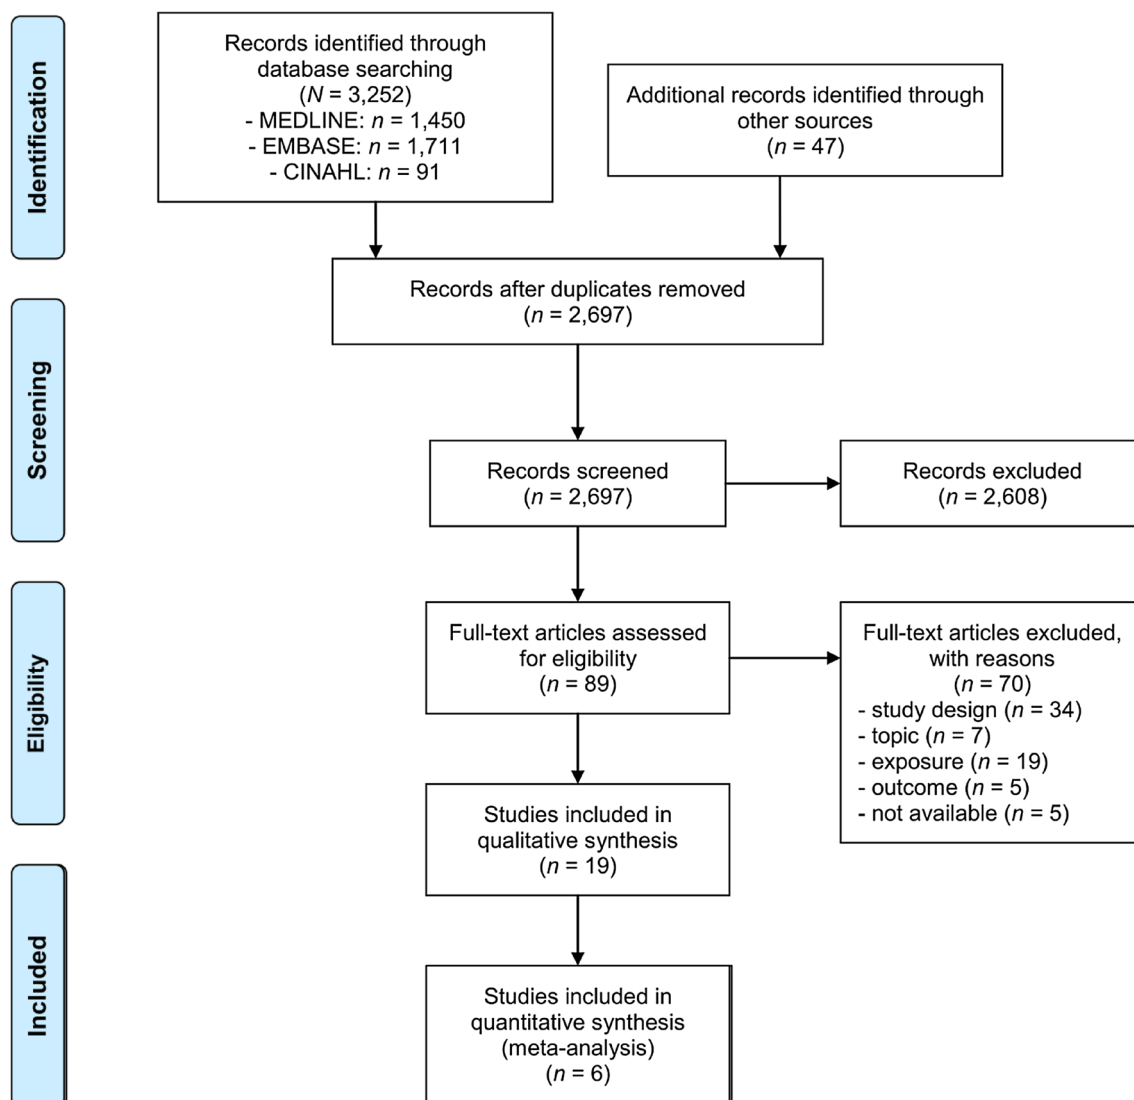 Identification
Records identified through
database searching
(N = 3,252)
- MEDLINE: n = 1,450
- EMBASE: n = 1,711
- CINAHL: n = 91
Additional records identified through
other sources
(n = 47)
Records after duplicates removed
(n = 2,697)
Screening
Records screened
(n = 2,697)
Records excluded
(n = 2,608)
Eligibility
Full-text articles assessed
for eligibility
(n = 89)
Full-text articles excluded,
with reasons
(n = 70)
- study design (n = 34)
- topic (n = 7)
- exposure (n = 19)
- outcome (n = 5)
- not available (n = 5)
Studies included in
qualitative synthesis
(n = 19)
Included
Studies included in
quantitative synthesis
(meta-analysis)
(n = 6)